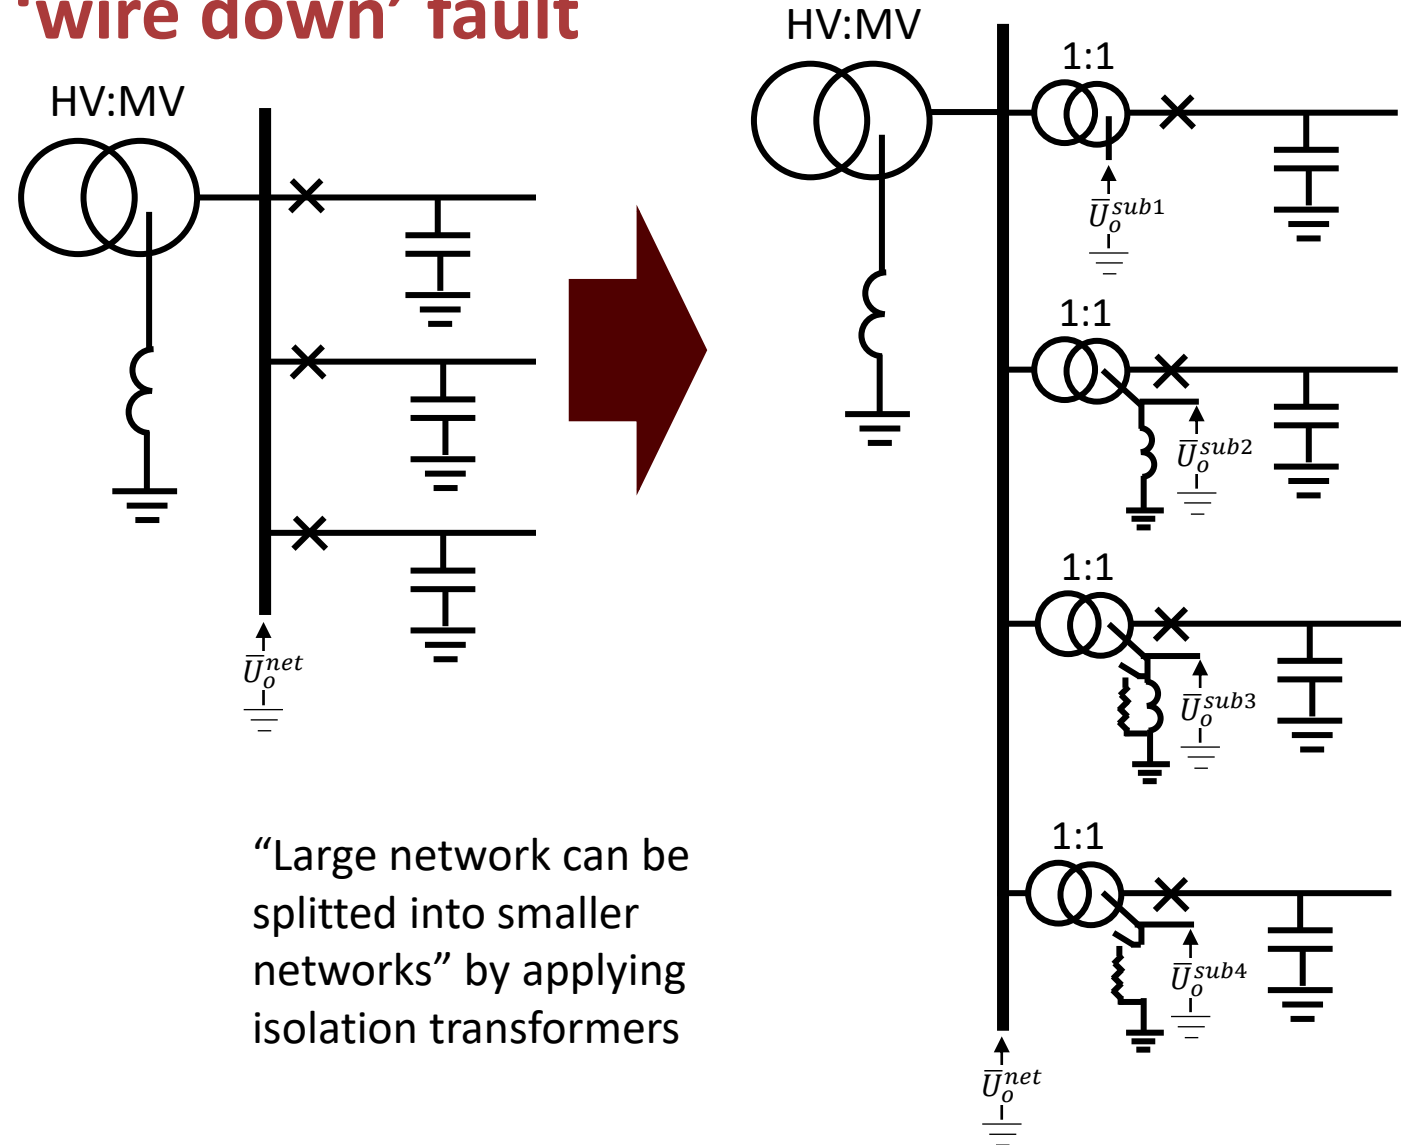 'wire down' fault
HV:MV
HV:MV
1:1
U̅ₒ^sub1
1:1
U̅ₒ^sub2
1:1
U̅ₒ^sub3
1:1
U̅ₒ^sub4
U̅ₒ^net
U̅ₒ^net
“Large network can be
splitted into smaller
networks” by applying
isolation transformers